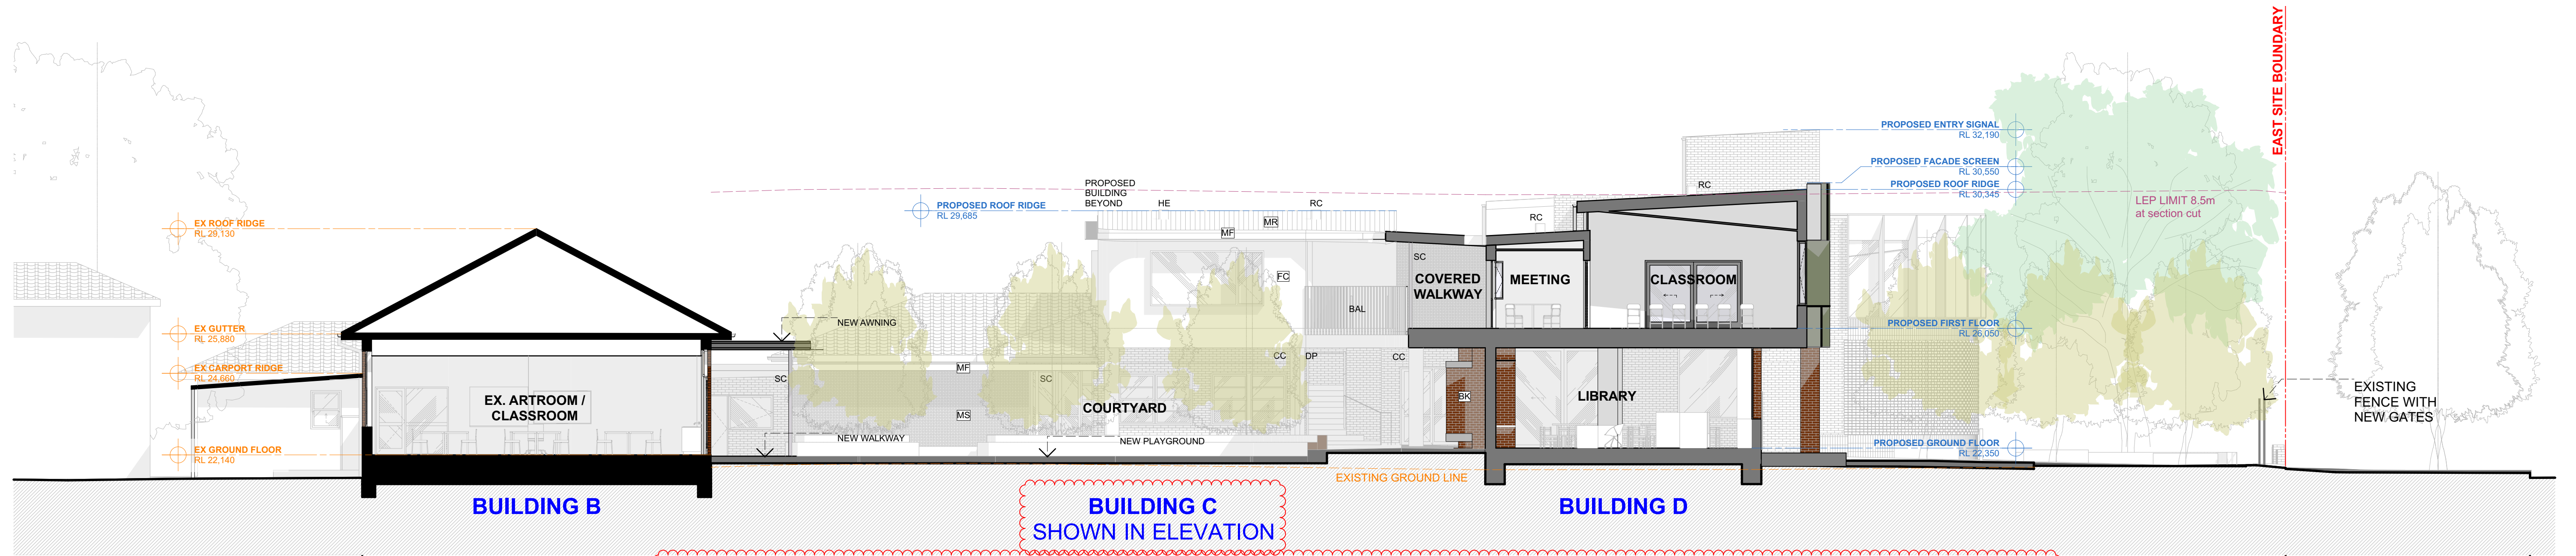 EAST SITE BOUNDARY
PROPOSED ENTRY SIGNAL
RL 32,190
PROPOSED FACADE SCREEN
RL 30,550
PROPOSED ROOF RIDGE
RL 30,345
LEP LIMIT 8.5m
at section cut
PROPOSED
BUILDING
BEYOND
HE
RC
RC
RC
PROPOSED ROOF RIDGE
RL 29,685
MR
MF
EX ROOF RIDGE
RL 29,130
SC
FC
COVERED
WALKWAY
MEETING
CLASSROOM
BAL
NEW AWNING
PROPOSED FIRST FLOOR
RL 26,050
EX GUTTER
RL 25,880
CC
DP
CC
EX CARPORT RIDGE
RL 24,660
MF
SC
SC
EX. ARTROOM /
CLASSROOM
MS
COURTYARD
BK
LIBRARY
EXISTING
FENCE WITH
NEW GATES
NEW WALKWAY
NEW PLAYGROUND
PROPOSED GROUND FLOOR
RL 22,350
EX GROUND FLOOR
RL 22,140
EXISTING GROUND LINE
BUILDING B
BUILDING C
SHOWN IN ELEVATION
BUILDING D